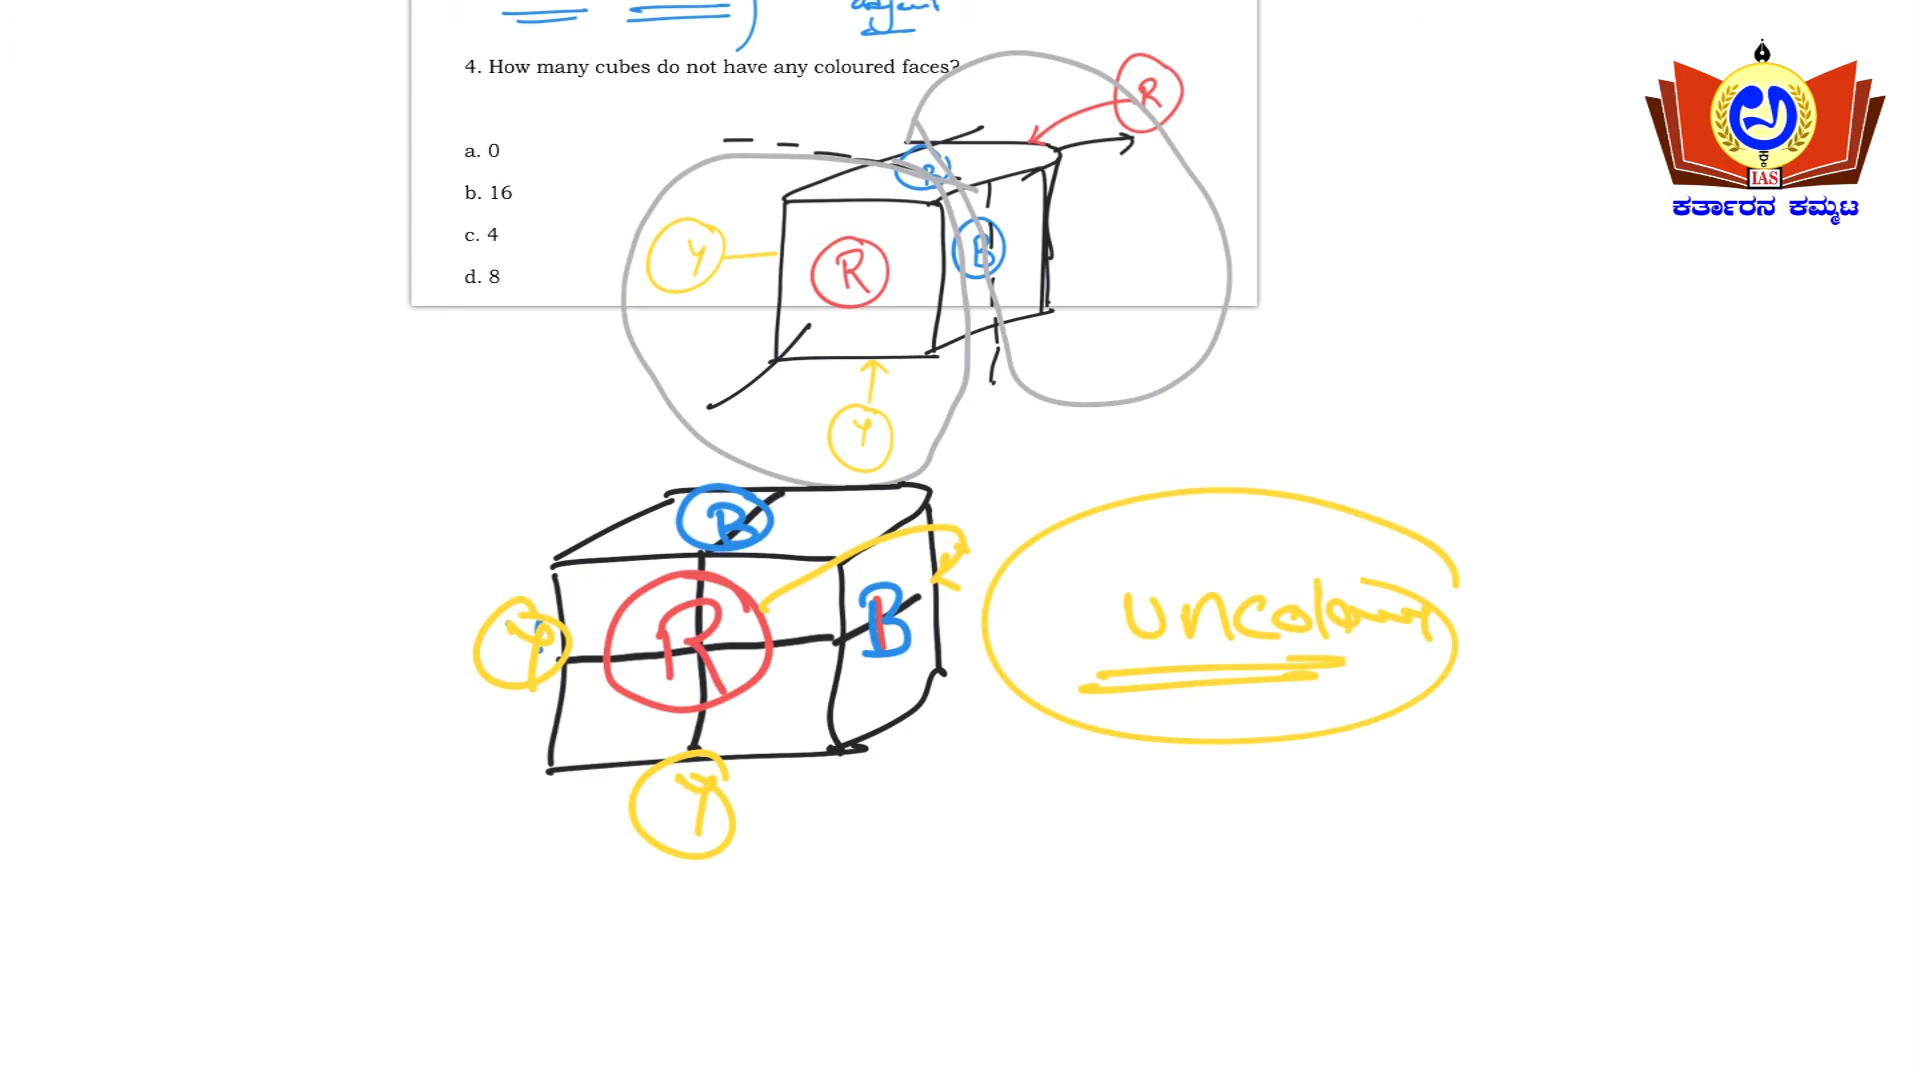 4. How many cubes do not have any coloured faces?
a. 0
b. 16
c. 4
d. 8
R
B
Y
R
B
Y
B
Y
R
B
Y
ಅ
IAS
ಕರ್ತಾರನ ಕಮ್ಮಟ